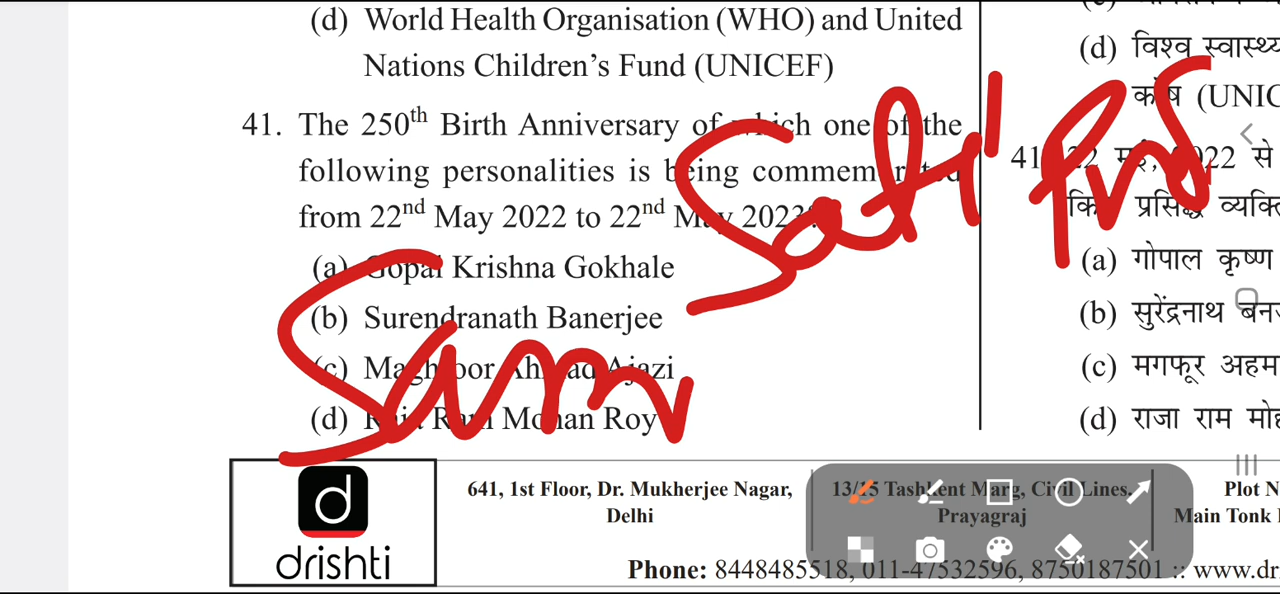 (d) World Health Organisation (WHO) and United
Nations Children's Fund (UNICEF)
41. The 250th Birth Anniversary of which one of the
following personalities is being commemorated
from 22nd May 2022 to 22nd May 2023?
(a) Gopal Krishna Gokhale
(b) Surendranath Banerjee
(c) Maghfoor Ahmad Ajazi
(d) Raja Ram Mohan Roy
Sati
Sam
(d) विश्व स्वास्थ्य
कोष (UNIC
41. 22 मई, 2022 से
प्रसिद्ध व्यक्ति
(a) गोपाल कृष्ण
(b) सुरेंद्रनाथ बन
(c) मगफूर अहम
(d) राजा राम मोह
d
drishti
641, 1st Floor, Dr. Mukherjee Nagar,
Delhi
13/15 Tashkent Marg, Civil Lines,
Prayagraj
Plot N
Main Tonk
Phone: 8448485518, 011-47532596, 8750187501 :: www.dr